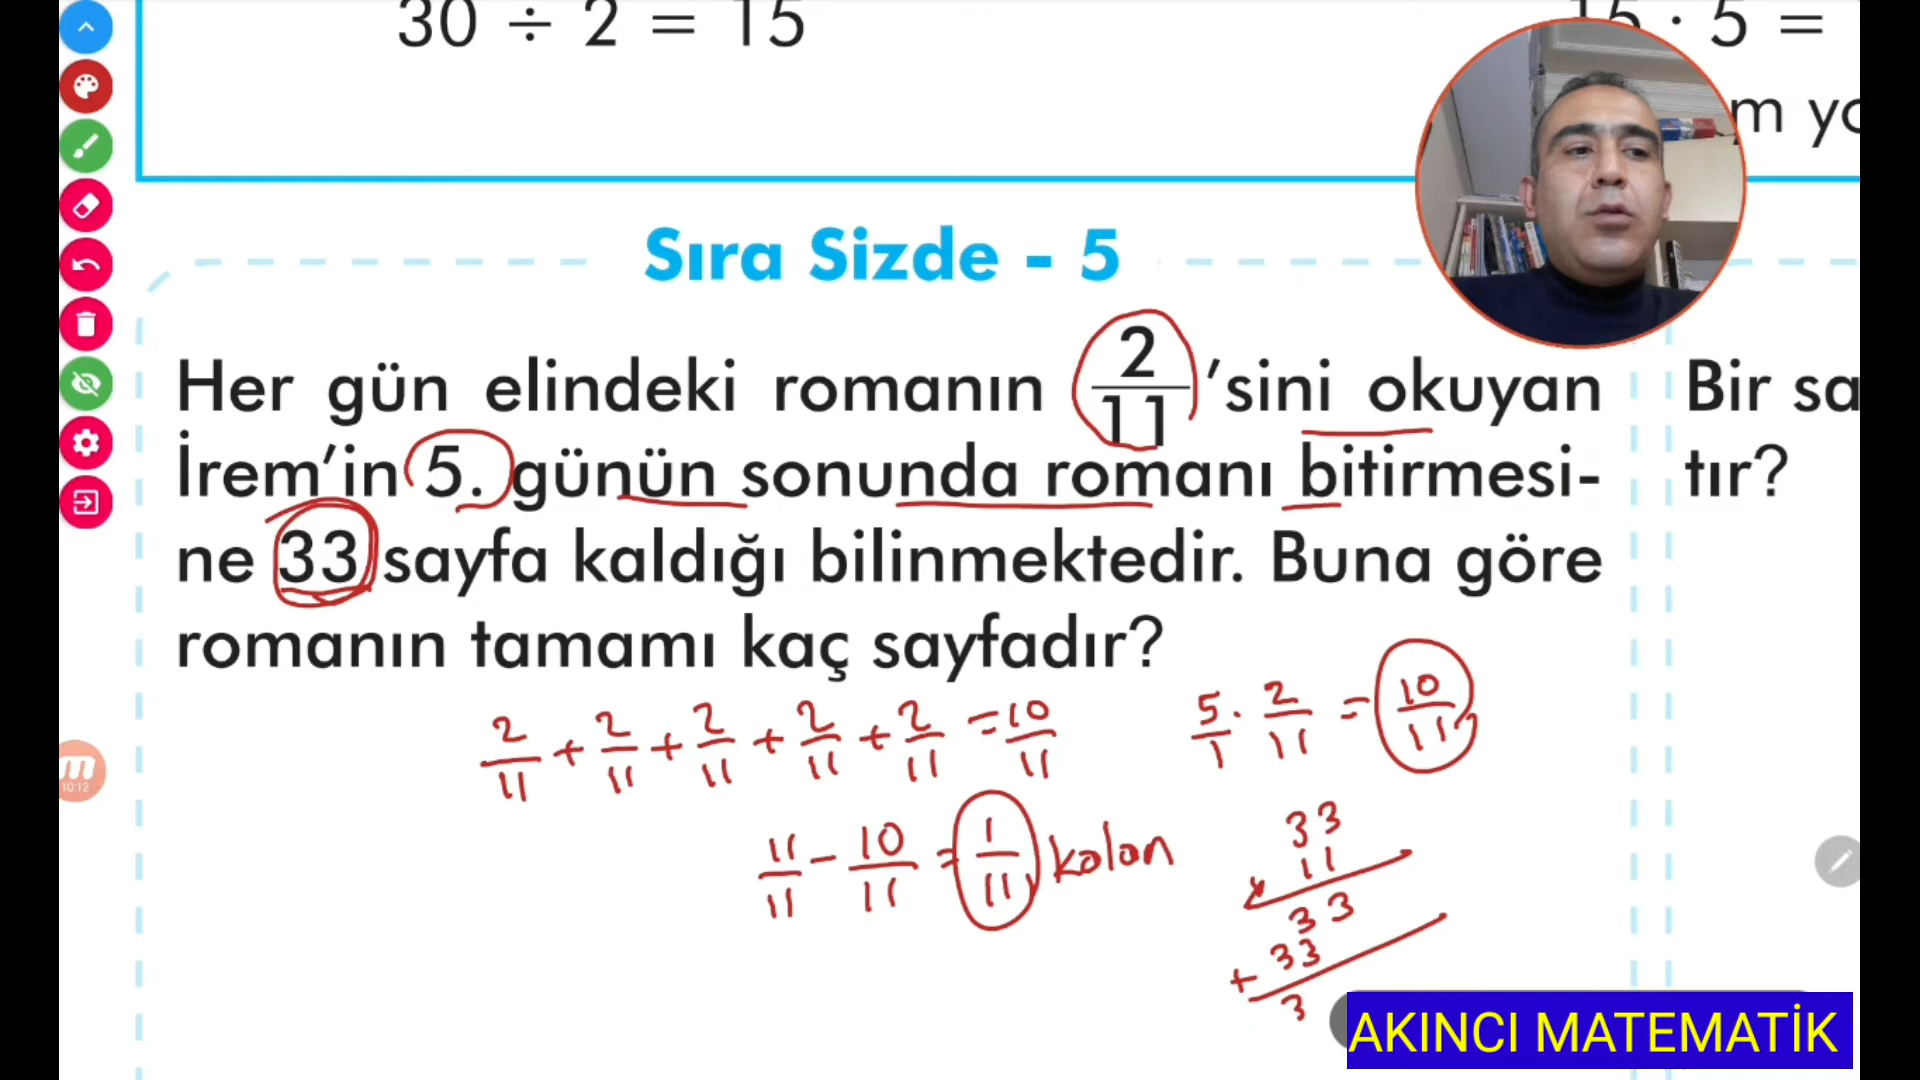 30 ÷ 2 = 15
15 · 5 =
m yo
Sıra Sizde - 5
Her gün elindeki romanın 2/11 'sini okuyan
İrem'in 5. günün sonunda romanı bitirmesi-
ne 33 sayfa kaldığı bilinmektedir. Buna göre
romanın tamamı kaç sayfadır?
Bir sa
tır?
2/11 + 2/11 + 2/11 + 2/11 + 2/11 = 10/11
5/1 · 2/11 = 10/11
11/11 - 10/11 = 1/11 kalan
33
x 11
33
+ 33
3
m
10:12
AKINCI MATEMATİK